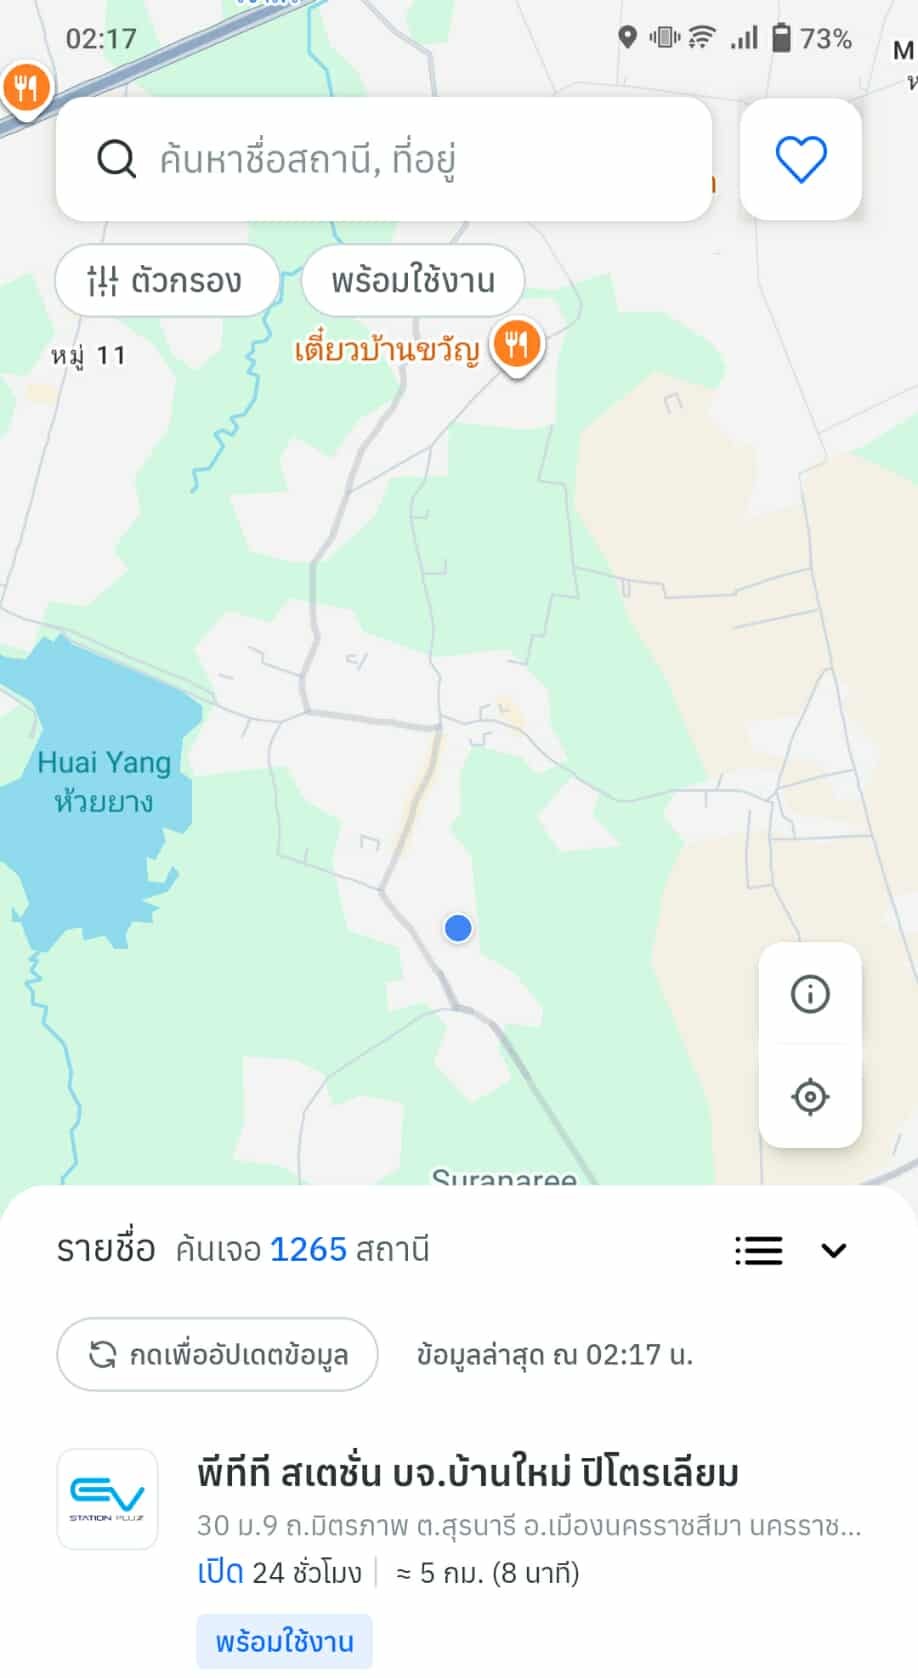 02:17
73%
ค้นหาชื่อสถานี, ที่อยู่
ตัวกรอง
พร้อมใช้งาน
หมู่ 11
เตี๋ยวบ้านขวัญ
Huai Yang
ห้วยยาง
Suranaree
รายชื่อ ค้นเจอ 1265 สถานี
กดเพื่ออัปเดตข้อมูล
ข้อมูลล่าสุด ณ 02:17 น.
EV
STATION PLUZ
พีทีที สเตชั่น บจ.บ้านใหม่ ปิโตรเลียม
30 ม.9 ถ.มิตรภาพ ต.สุรนารี อ.เมืองนครราชสีมา นครราช...
เปิด 24 ชั่วโมง | ≈ 5 กม. (8 นาที)
พร้อมใช้งาน